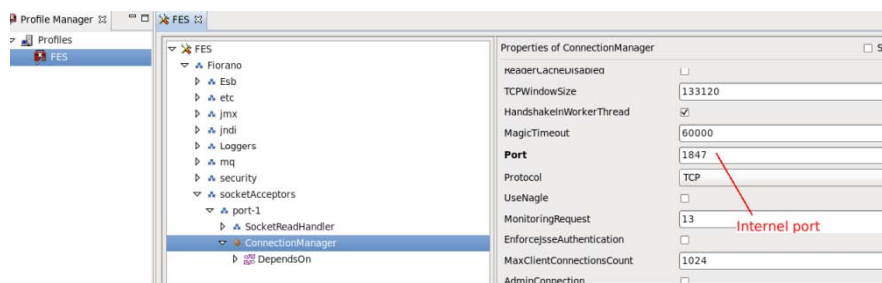 Profile Manager
FES
Profiles
FES
FES
Fiorano
Esb
etc
jmx
jndi
Loggers
mq
security
socketAcceptors
port-1
SocketReadHandler
ConnectionManager
DependsOn
Properties of ConnectionManager
S
ReaderCacheDisabled
TCPWindowSize 133120
HandshakeInWorkerThread
MagicTimeout 60000
Port 1847
Protocol TCP
UseNagle
MonitoringRequest 13
Internel port
EnforceJsseAuthentication
MaxClientConnectionsCount 1024
AdminConnection